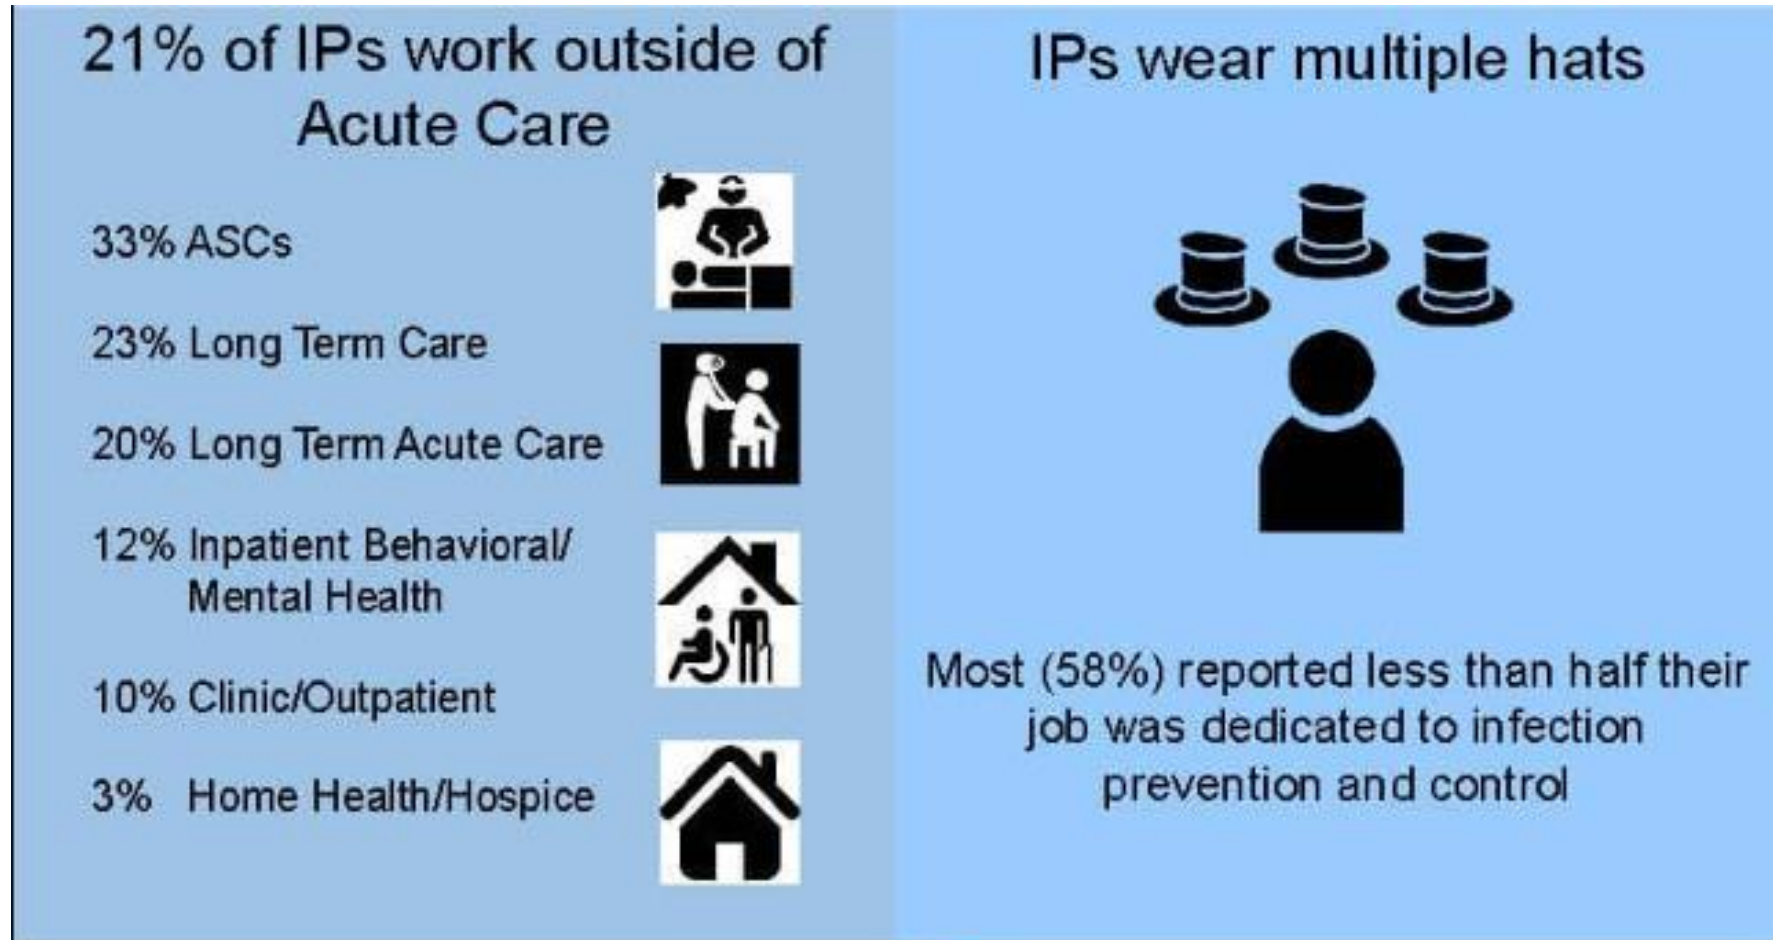 21% of IPs work outside of
Acute Care
33% ASCs
23% Long Term Care
20% Long Term Acute Care
12% Inpatient Behavioral/
Mental Health
10% Clinic/Outpatient
3% Home Health/Hospice
IPs wear multiple hats
Most (58%) reported less than half their
job was dedicated to infection
prevention and control